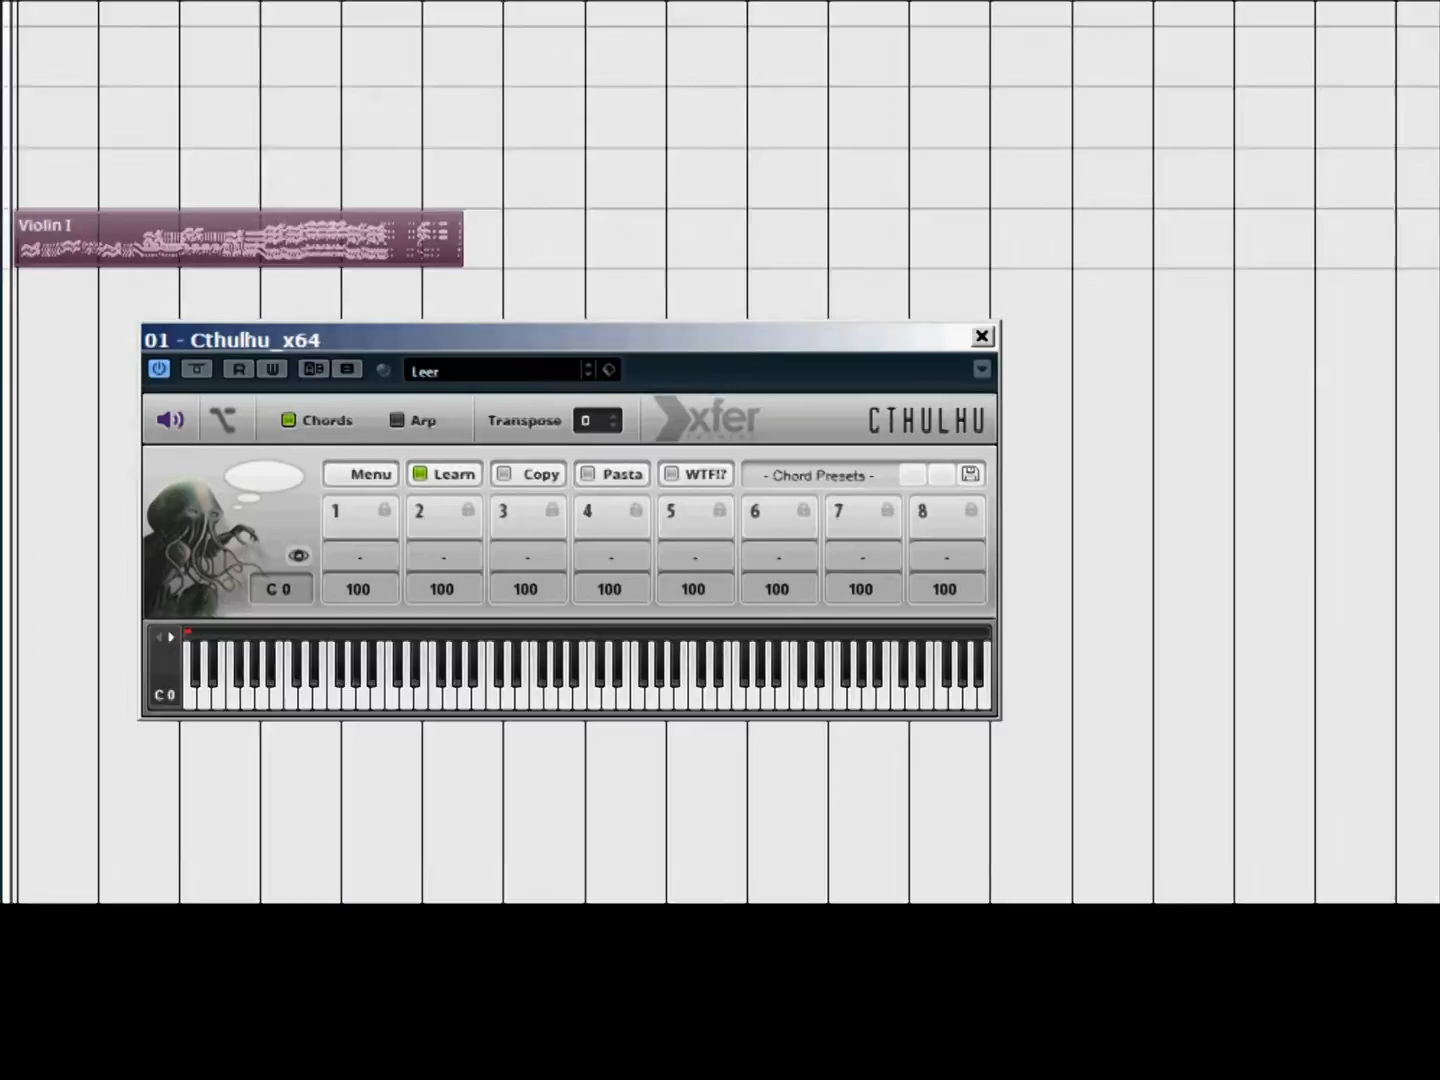 Violin I
01 - Cthulhu_x64
R W
Leer
Chords Arp Transpose 0 xfer CTHULHU
Menu Learn Copy Pasta WTF!? - Chord Presets -
1 2 3 4 5 6 7 8
- - - - - - - -
C 0 100 100 100 100 100 100 100 100
C 0